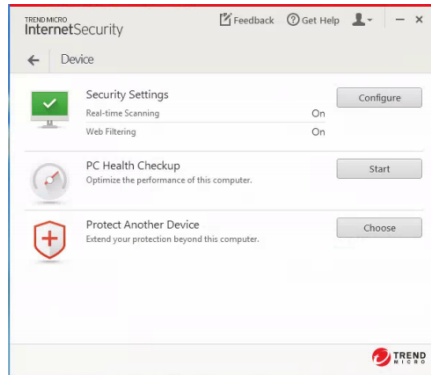 TREND MICRO
InternetSecurity
Feedback
Get Help
Device
Security Settings
Configure
Real-time Scanning On
Web Filtering On
PC Health Checkup
Start
Optimize the performance of this computer.
Protect Another Device
Choose
Extend your protection beyond this computer.
TREND
MICRO